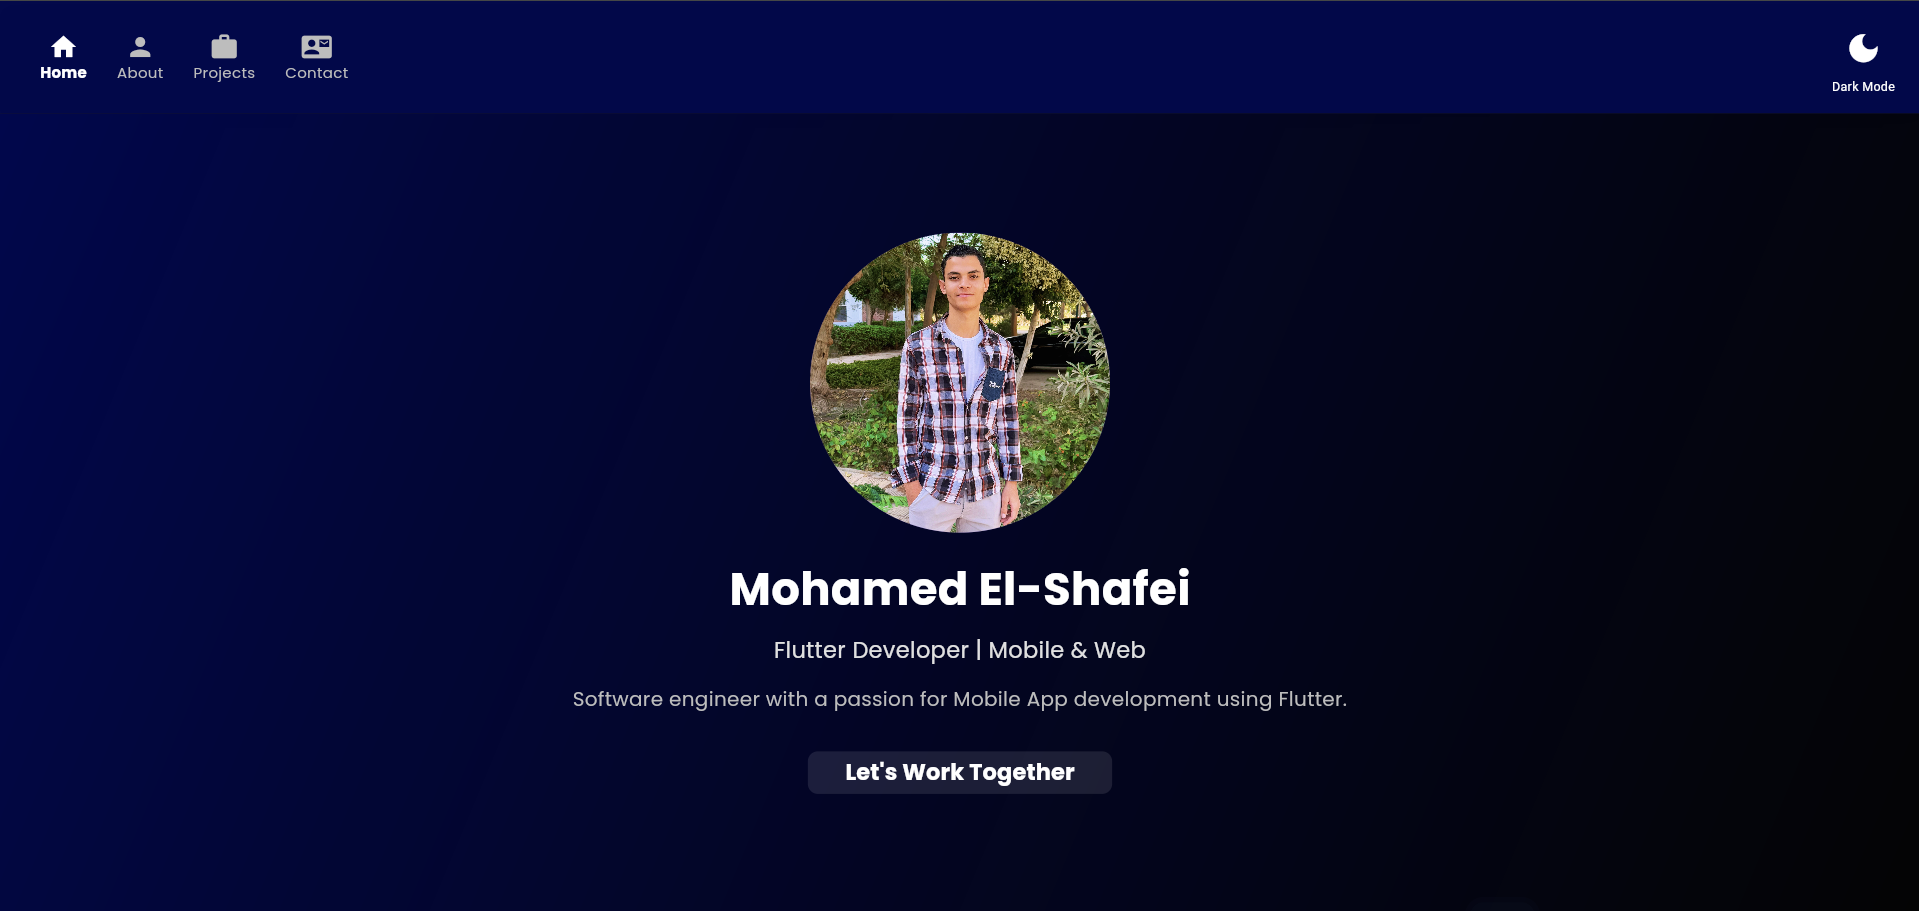 Home About Projects Contact
Dark Mode
Mohamed El-Shafei
Flutter Developer | Mobile & Web
Software engineer with a passion for Mobile App development using Flutter.
Let's Work Together